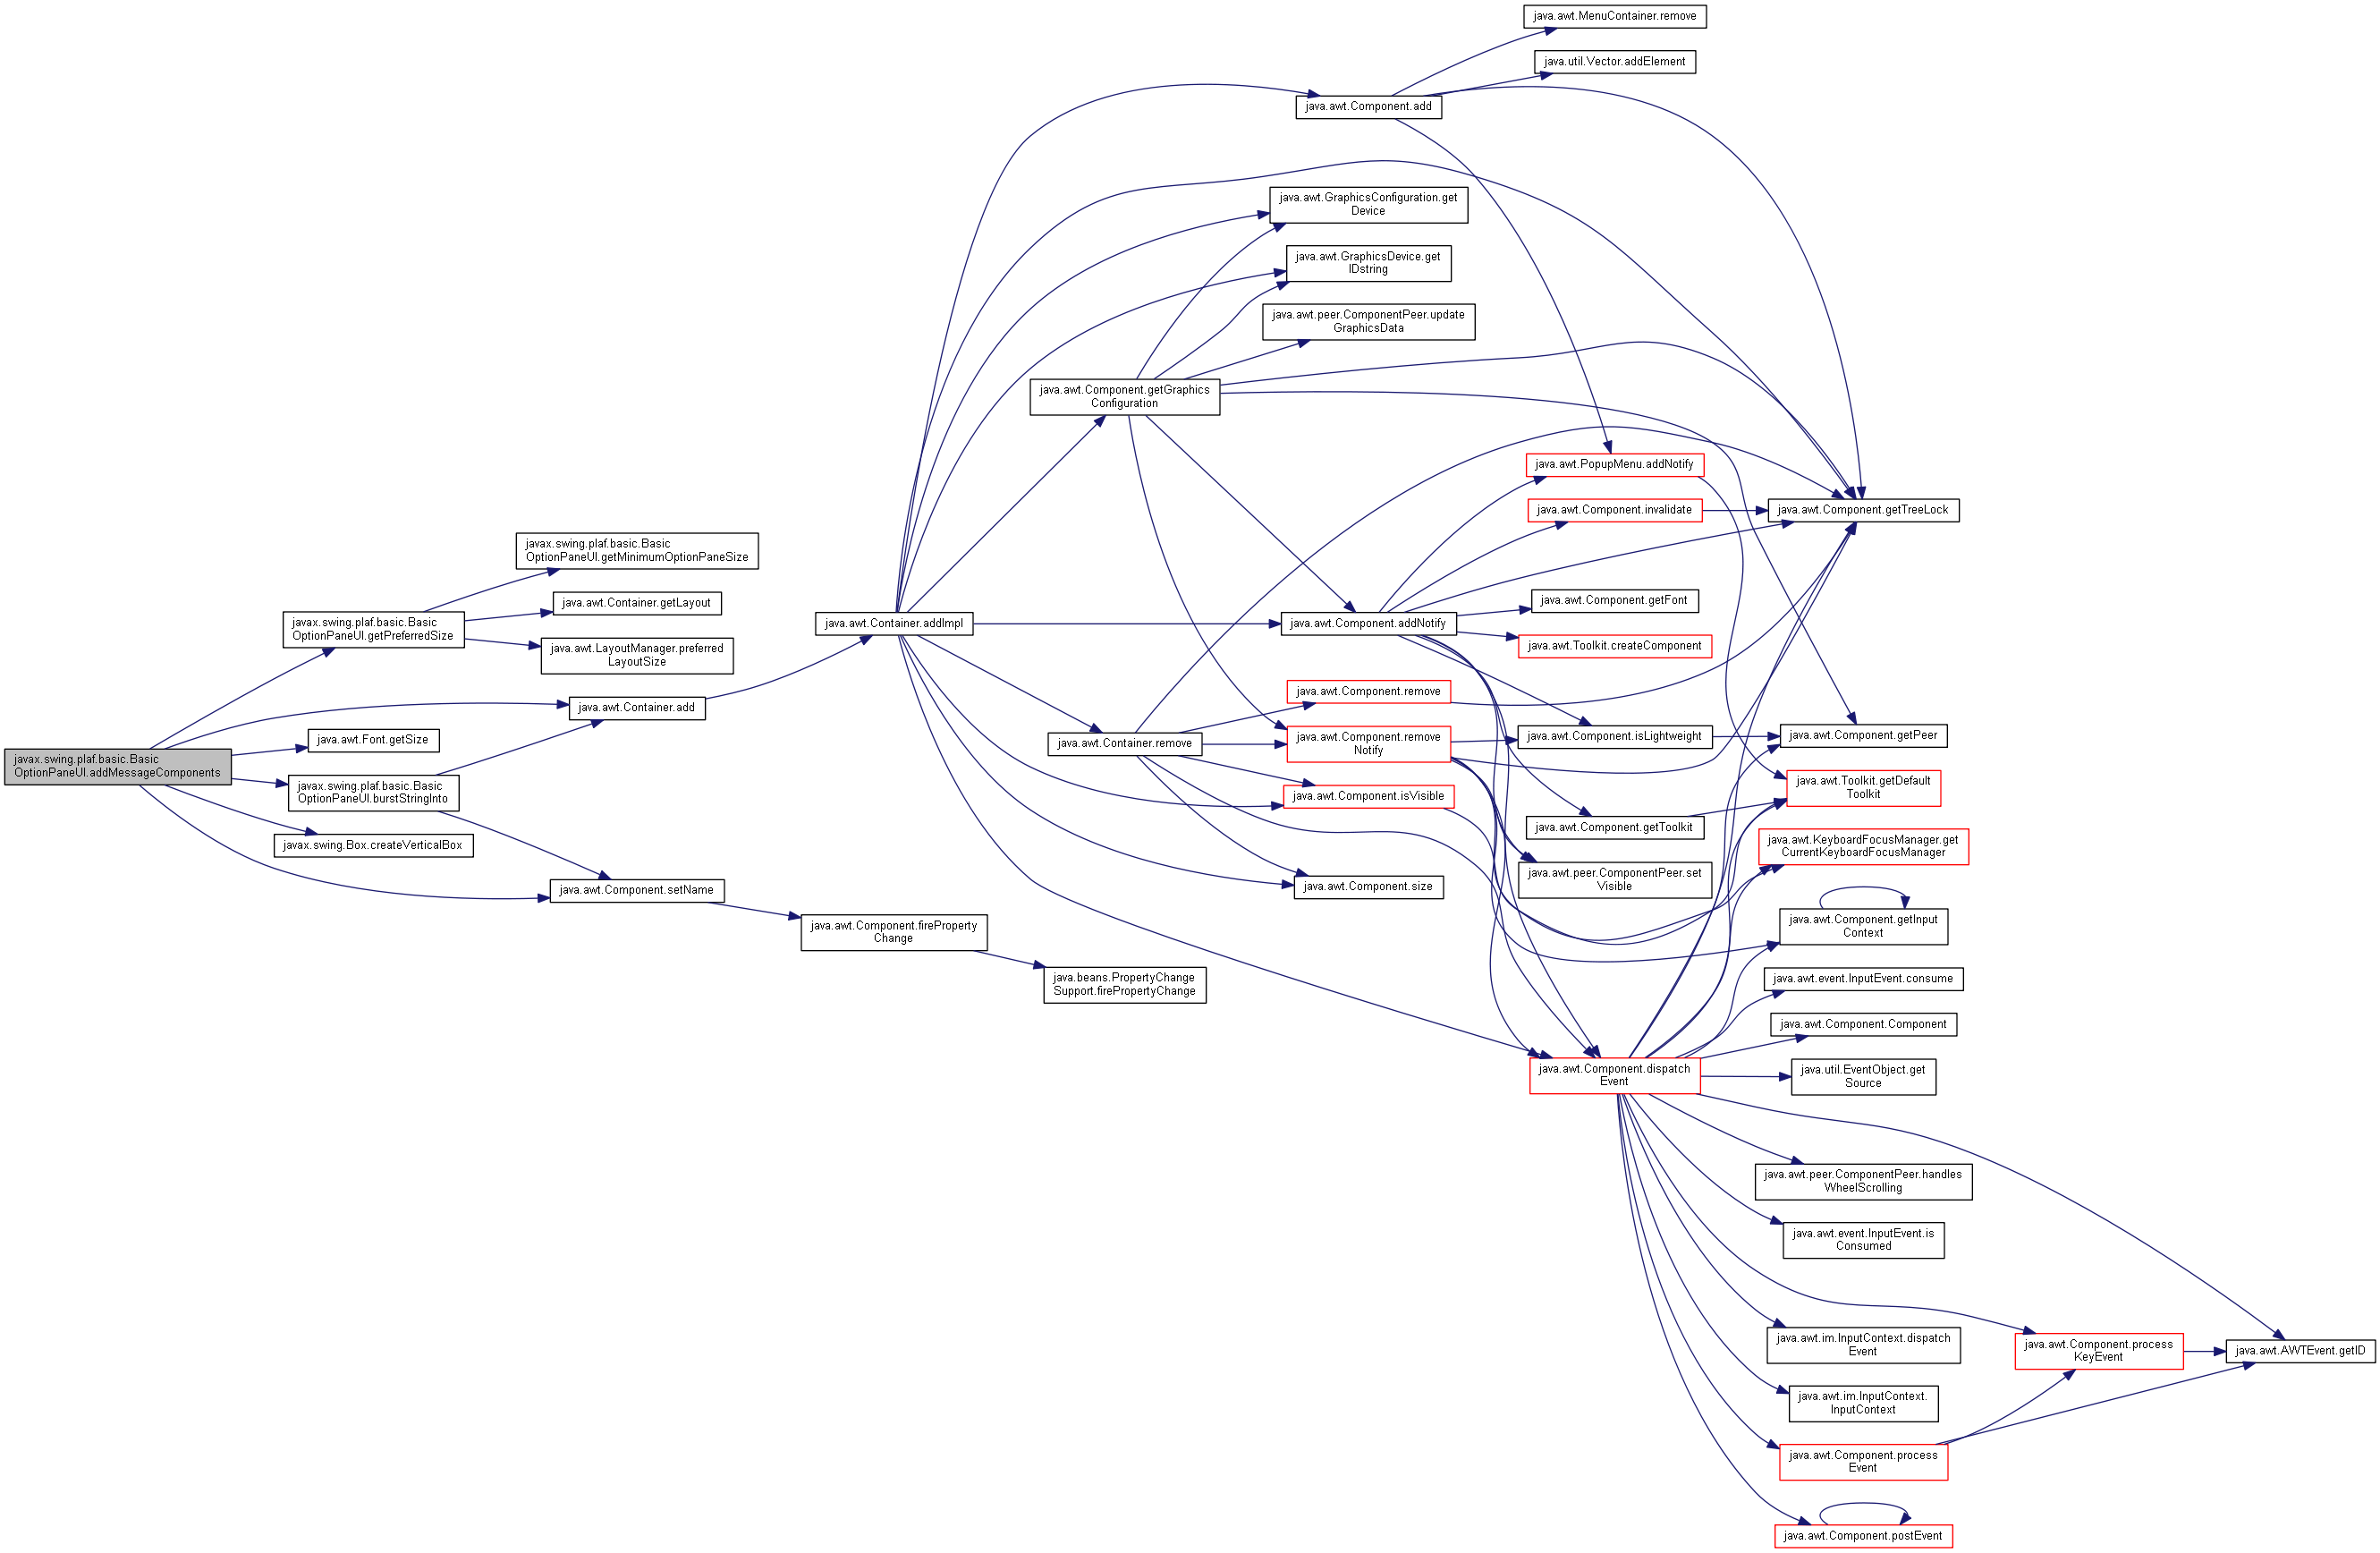 javax.swing.plaf.basic.Basic
OptionPaneUI.addMessageComponents
javax.swing.plaf.basic.Basic
OptionPaneUI.getPreferredSize
java.awt.Font.getSize
javax.swing.plaf.basic.Basic
OptionPaneUI.burstStringInto
javax.swing.Box.createVerticalBox
javax.swing.plaf.basic.Basic
OptionPaneUI.getMinimumOptionPaneSize
java.awt.Container.getLayout
java.awt.LayoutManager.preferred
LayoutSize
java.awt.Container.add
java.awt.Component.setName
java.awt.Container.addImpl
java.awt.Component.fireProperty
Change
java.awt.Component.getGraphics
Configuration
java.awt.Container.remove
java.beans.PropertyChange
Support.firePropertyChange
java.awt.Component.add
java.awt.GraphicsConfiguration.get
Device
java.awt.GraphicsDevice.get
IDstring
java.awt.peer.ComponentPeer.update
GraphicsData
java.awt.Component.addNotify
java.awt.Component.remove
java.awt.Component.remove
Notify
java.awt.Component.isVisible
java.awt.Component.size
java.awt.MenuContainer.remove
java.util.Vector.addElement
java.awt.PopupMenu.addNotify
java.awt.Component.invalidate
java.awt.Component.getFont
java.awt.Toolkit.createComponent
java.awt.Component.isLightweight
java.awt.Component.getToolkit
java.awt.peer.ComponentPeer.set
Visible
java.awt.Component.dispatch
Event
java.awt.Component.getTreeLock
java.awt.Component.getPeer
java.awt.Toolkit.getDefault
Toolkit
java.awt.KeyboardFocusManager.get
CurrentKeyboardFocusManager
java.awt.Component.getInput
Context
java.awt.event.InputEvent.consume
java.awt.Component.Component
java.util.EventObject.get
Source
java.awt.peer.ComponentPeer.handles
WheelScrolling
java.awt.event.InputEvent.is
Consumed
java.awt.im.InputContext.dispatch
Event
java.awt.im.InputContext.
InputContext
java.awt.Component.process
Event
java.awt.Component.postEvent
java.awt.Component.process
KeyEvent
java.awt.AWTEvent.getID